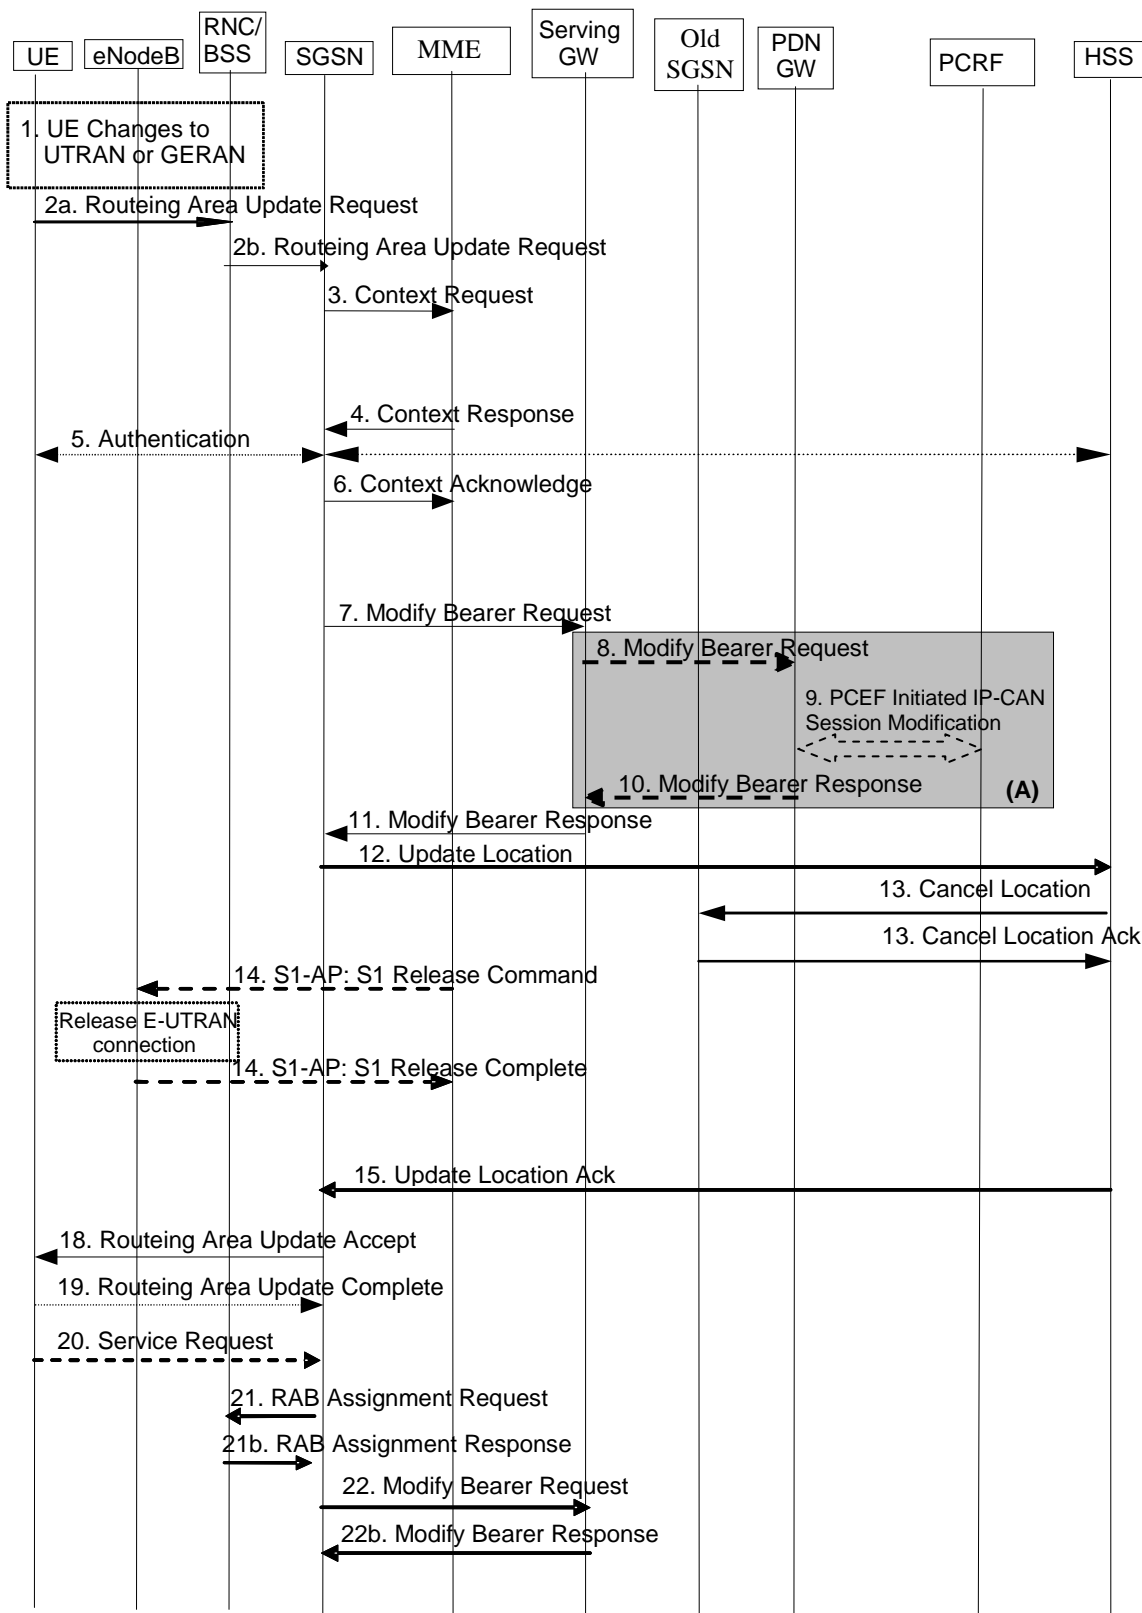 UE
eNodeB
RNC/
BSS
SGSN
MME
Serving
GW
Old
SGSN
PDN
GW
PCRF
HSS
1. UE Changes to
UTRAN or GERAN
2a. Routeing Area Update Request
2b. Routeing Area Update Request
3. Context Request
4. Context Response
5. Authentication
6. Context Acknowledge
7. Modify Bearer Request
8. Modify Bearer Request
9. PCEF Initiated IP-CAN
Session Modification
10. Modify Bearer Response
(A)
11. Modify Bearer Response
12. Update Location
13. Cancel Location
13. Cancel Location Ack
14. S1-AP: S1 Release Command
Release E-UTRAN
connection
14. S1-AP: S1 Release Complete
15. Update Location Ack
18. Routeing Area Update Accept
19. Routeing Area Update Complete
20. Service Request
21. RAB Assignment Request
21b. RAB Assignment Response
22. Modify Bearer Request
22b. Modify Bearer Response